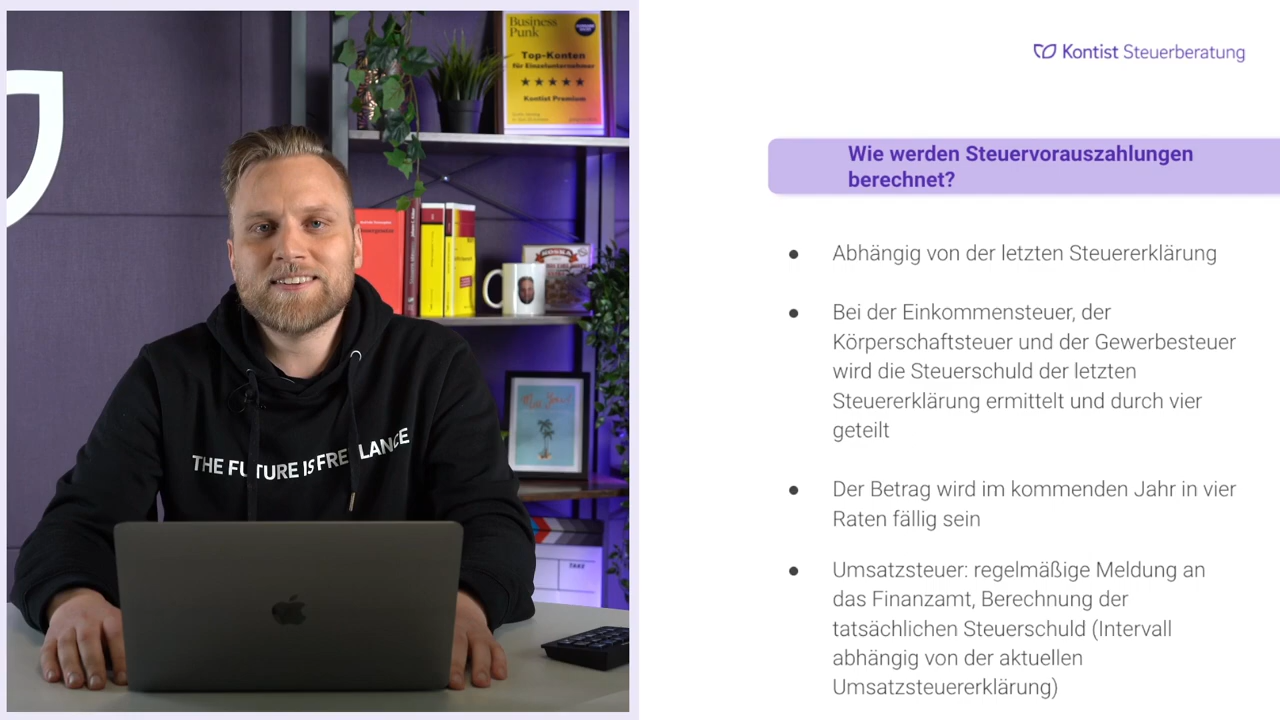 Business
Punk
Top-Konten
für Einzelunternehmer
Kontist Premium
THE FUTURE IS FREELANCE
TAKE
Kontist Steuerberatung
Wie werden Steuervorauszahlungen
berechnet?
● Abhängig von der letzten Steuererklärung
● Bei der Einkommensteuer, der
Körperschaftsteuer und der Gewerbesteuer
wird die Steuerschuld der letzten
Steuererklärung ermittelt und durch vier
geteilt
● Der Betrag wird im kommenden Jahr in vier
Raten fällig sein
● Umsatzsteuer: regelmäßige Meldung an
das Finanzamt, Berechnung der
tatsächlichen Steuerschuld (Intervall
abhängig von der aktuellen
Umsatzsteuererklärung)